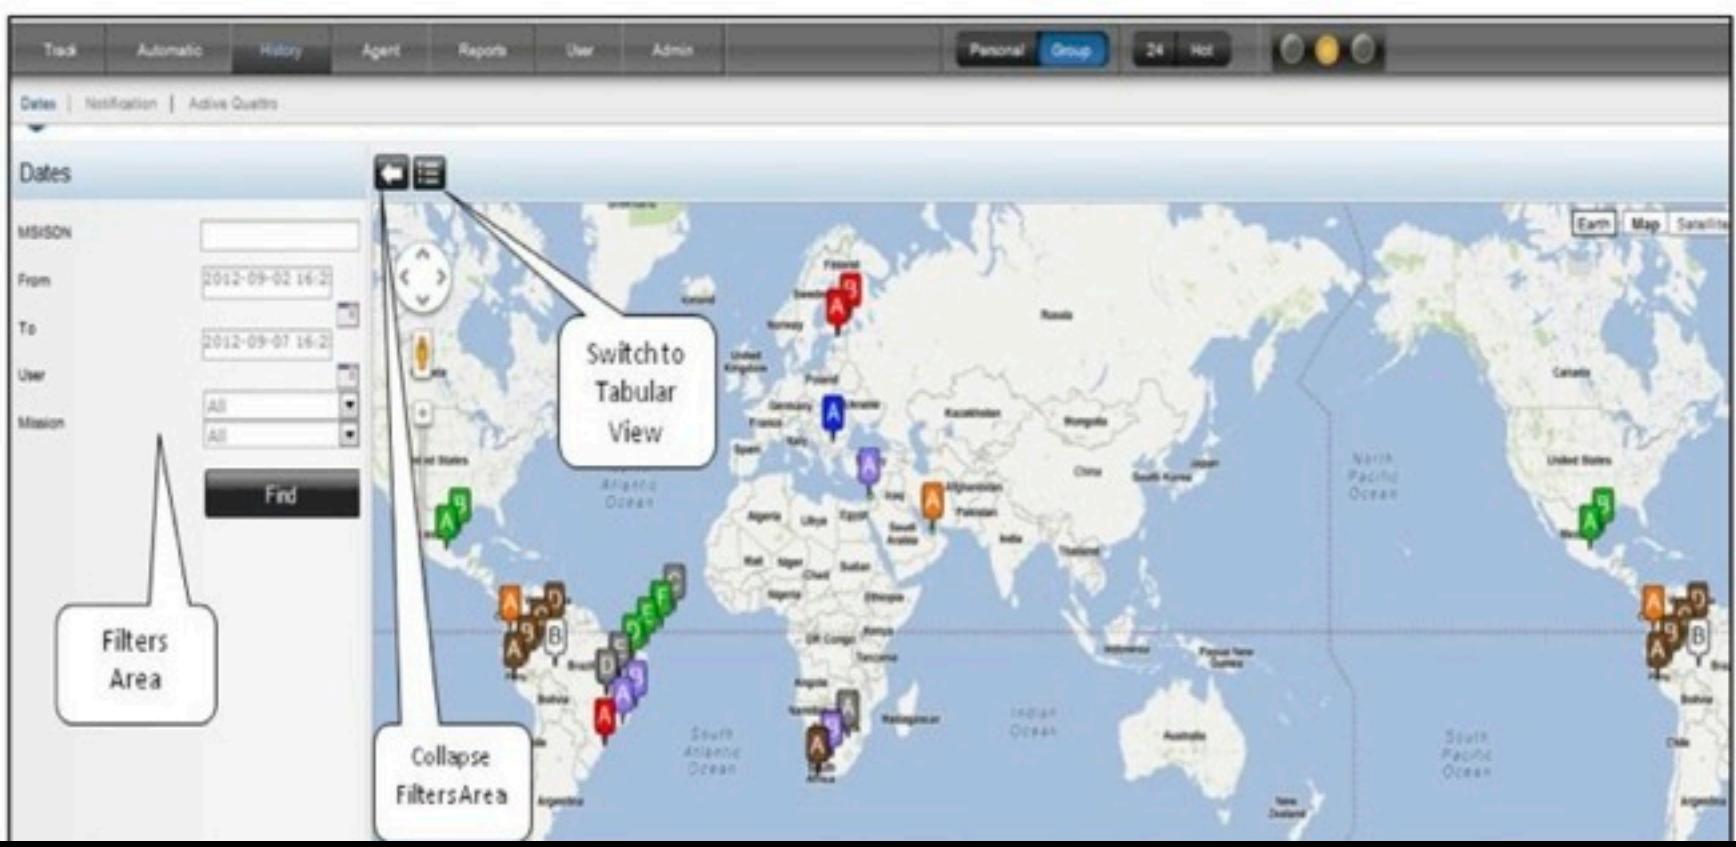 Track Automatic History Agent Reports User Admin Personal Group 24 Hot
Dates | Notification | Active Quattro
Dates
MSISDN
From 2012-09-02 16:2
To
2012-09-07 16:2
User
All
Mission
All
Find
Filters
Area
Collapse
Filters Area
Switch to
Tabular
View
Earth Map Satellite
Finland
Sweden
Iceland
Norway
Russia
United
Kingdom
Poland
Germany
Ukraine
France
Italy
Spain
Kazakhstan
Mongolia
China
South Korea
Japan
Canada
United States
North
Pacific
Ocean
Atlantic
Ocean
Iraq
Afghanistan
Pakistan
Algeria
Libya
Egypt
Saudi
Arabia
India
Thailand
Mali
Niger
Chad
Sudan
Nigeria
Ethiopia
DR Congo
Kenya
Tanzania
Indonesia
Papua New
Guinea
Angola
Namibia
Madagascar
Brazil
Peru
Bolivia
South
Atlantic
Ocean
Indian
Ocean
Australia
South
Pacific
Ocean
South
Africa
Argentina
New
Zealand
Bolivia
Chile
Argentina
B
A
A
A
A
B
A
B
A
A
D
C
B
A
B
G
F
E
D
E
D
B
A
A
C
B
A
A
D
C
B
A
B